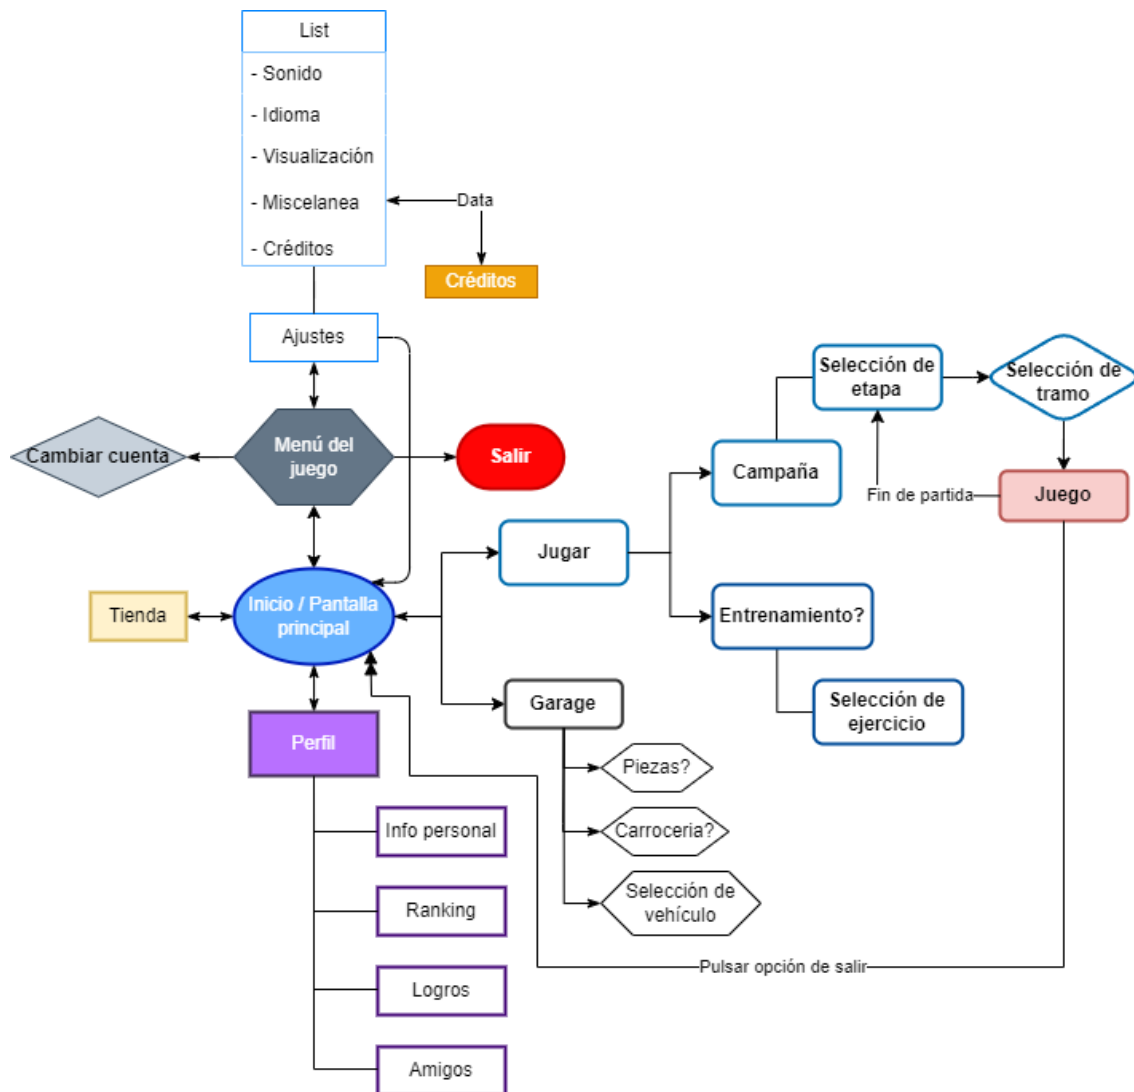 List
- Sonido
- Idioma
- Visualización
- Miscelanea
- Créditos
Data
Créditos
Ajustes
Menú del
juego
Cambiar cuenta
Salir
Inicio / Pantalla
principal
Tienda
Perfil
Info personal
Ranking
Logros
Amigos
Jugar
Campaña
Selección de
etapa
Selección de
tramo
Fin de partida
Juego
Entrenamiento?
Selección de
ejercicio
Garage
Piezas?
Carroceria?
Selección de
vehículo
Pulsar opción de salir